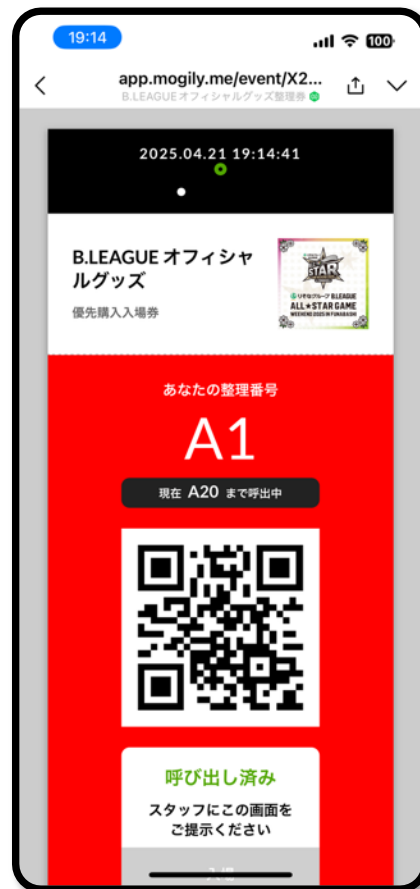 19:14
100
app.mogily.me/event/X2...
B.LEAGUEオフィシャルグッズ整理券
2025.04.21 19:14:41
B.LEAGUE オフィシャ
ルグッズ
優先購入入場券
STAR
りそなグループ B.LEAGUE
ALL★STAR GAME
WEEKEND 2025 IN FUNABASHI
あなたの整理番号
A1
現在 A20 まで呼出中
呼び出し済み
スタッフにこの画面を
ご提示ください